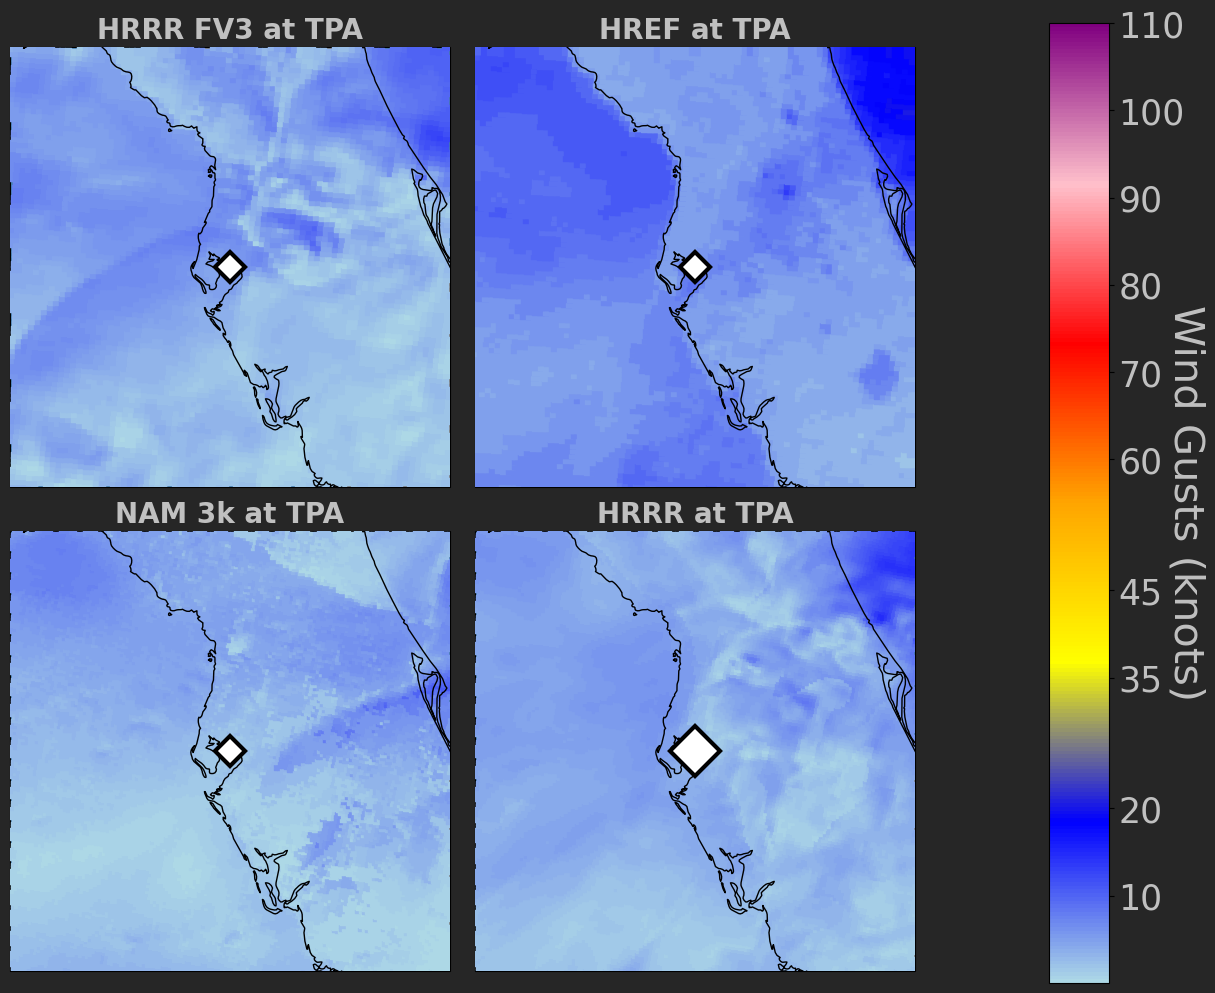 HRRR FV3 at TPA
HREF at TPA
NAM 3k at TPA
HRRR at TPA
110
100
90
80
70
60
45
35
20
10
Wind Gusts (knots)